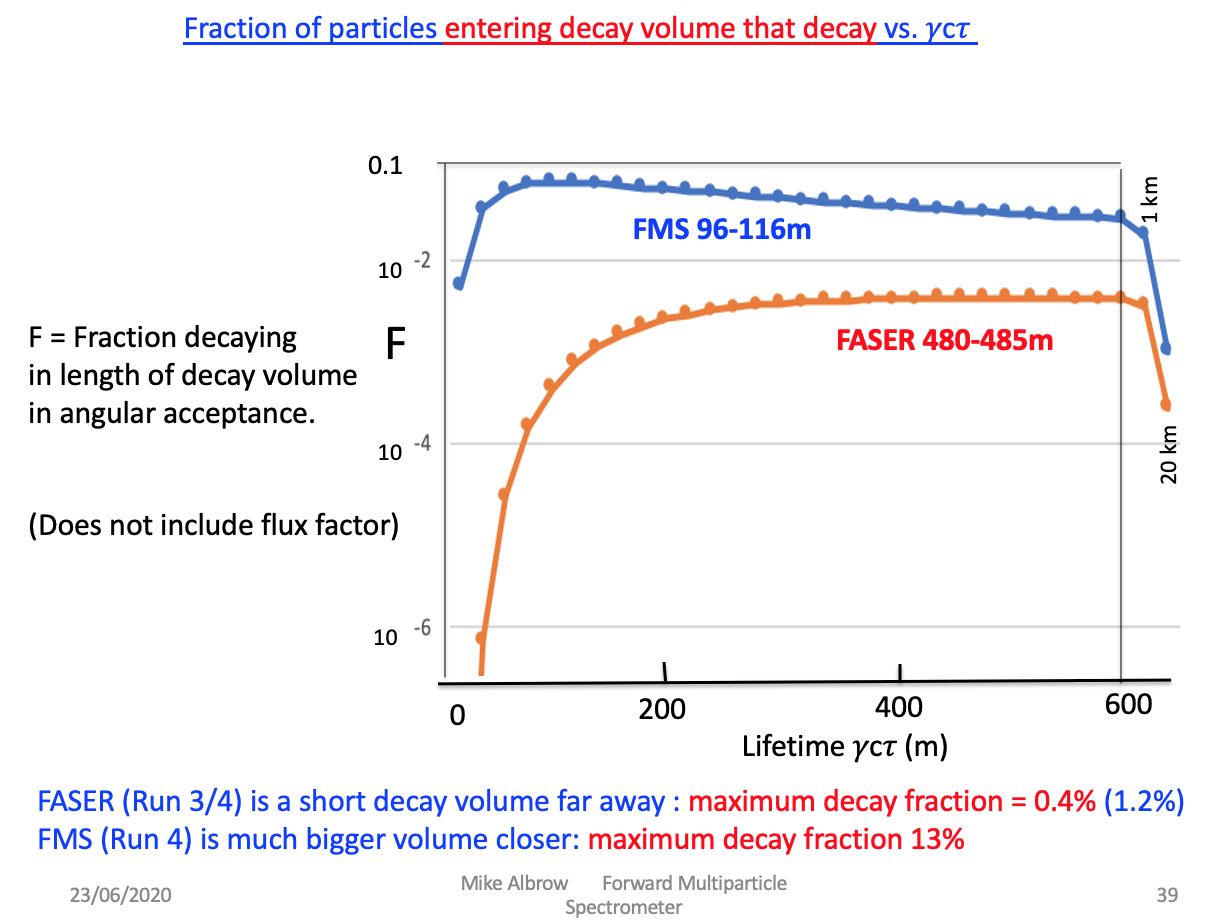 Fraction of particles entering decay volume that decay vs. γcτ
0.1
1 km
FMS 96-116m
10 -2
F = Fraction decaying
in length of decay volume
in angular acceptance.
F
FASER 480-485m
10 -4
20 km
(Does not include flux factor)
10 -6
0
200
400
600
Lifetime γcτ (m)
FASER (Run 3/4) is a short decay volume far away : maximum decay fraction = 0.4% (1.2%)
FMS (Run 4) is much bigger volume closer: maximum decay fraction 13%
23/06/2020
Mike Albrow Forward Multiparticle
Spectrometer
39